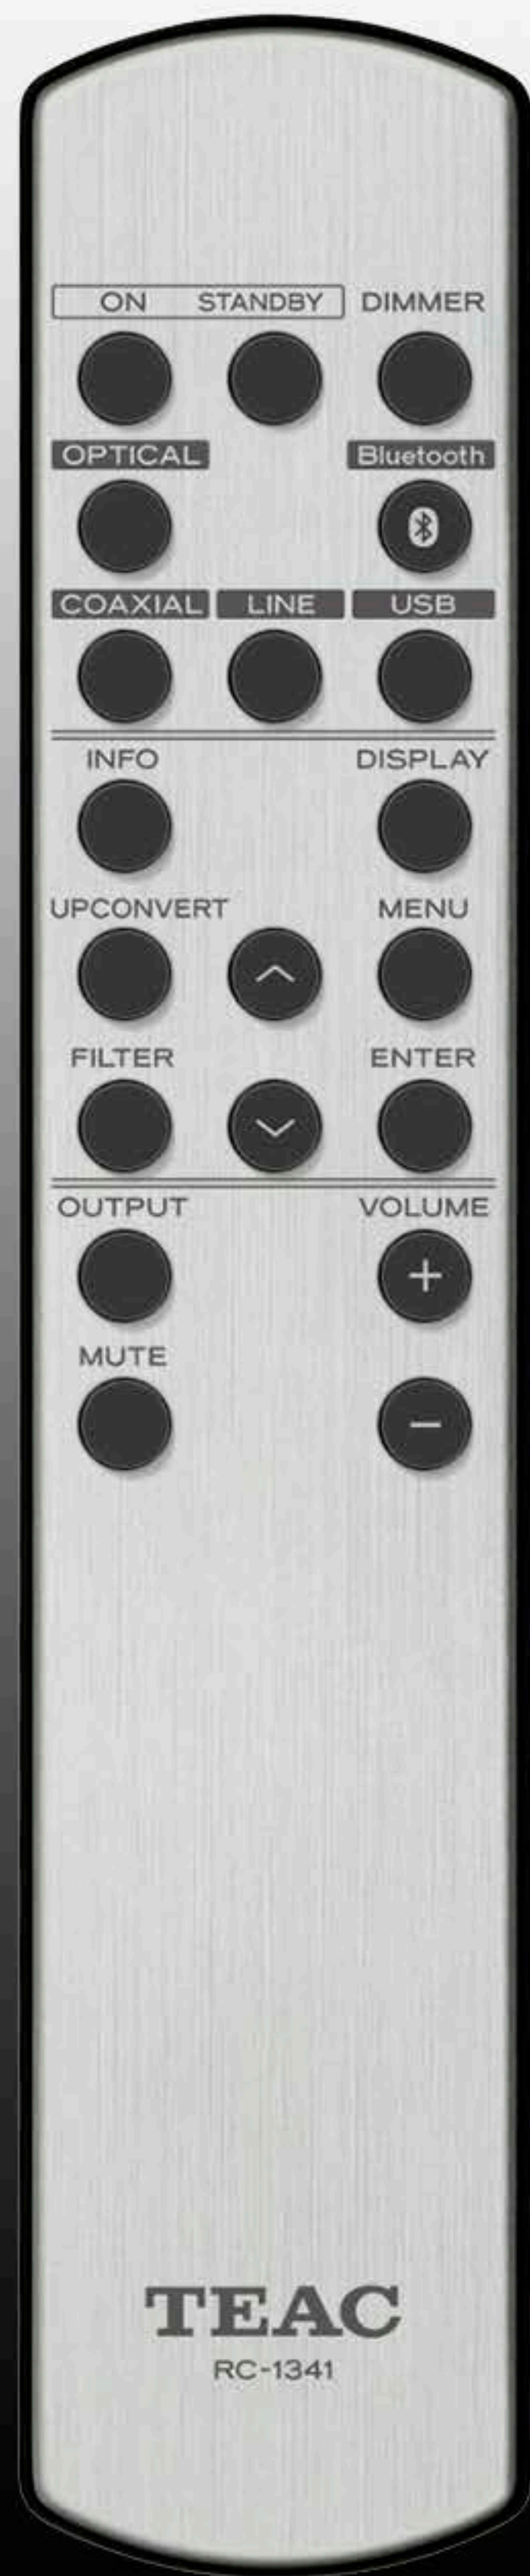 ON STANDBY DIMMER
OPTICAL Bluetooth
COAXIAL LINE USB
INFO DISPLAY
UPCONVERT MENU
FILTER ENTER
OUTPUT VOLUME
+
MUTE
−
TEAC
RC-1341